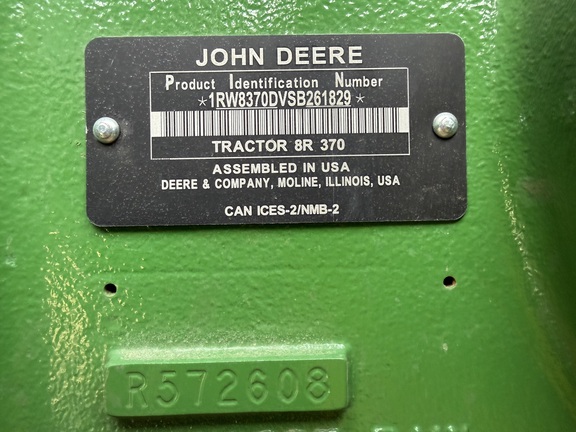 JOHN DEERE
Product Identification Number
*1RW8370DVSB261829*
TRACTOR 8R 370
ASSEMBLED IN USA
DEERE & COMPANY, MOLINE, ILLINOIS, USA
CAN ICES-2/NMB-2
R572608